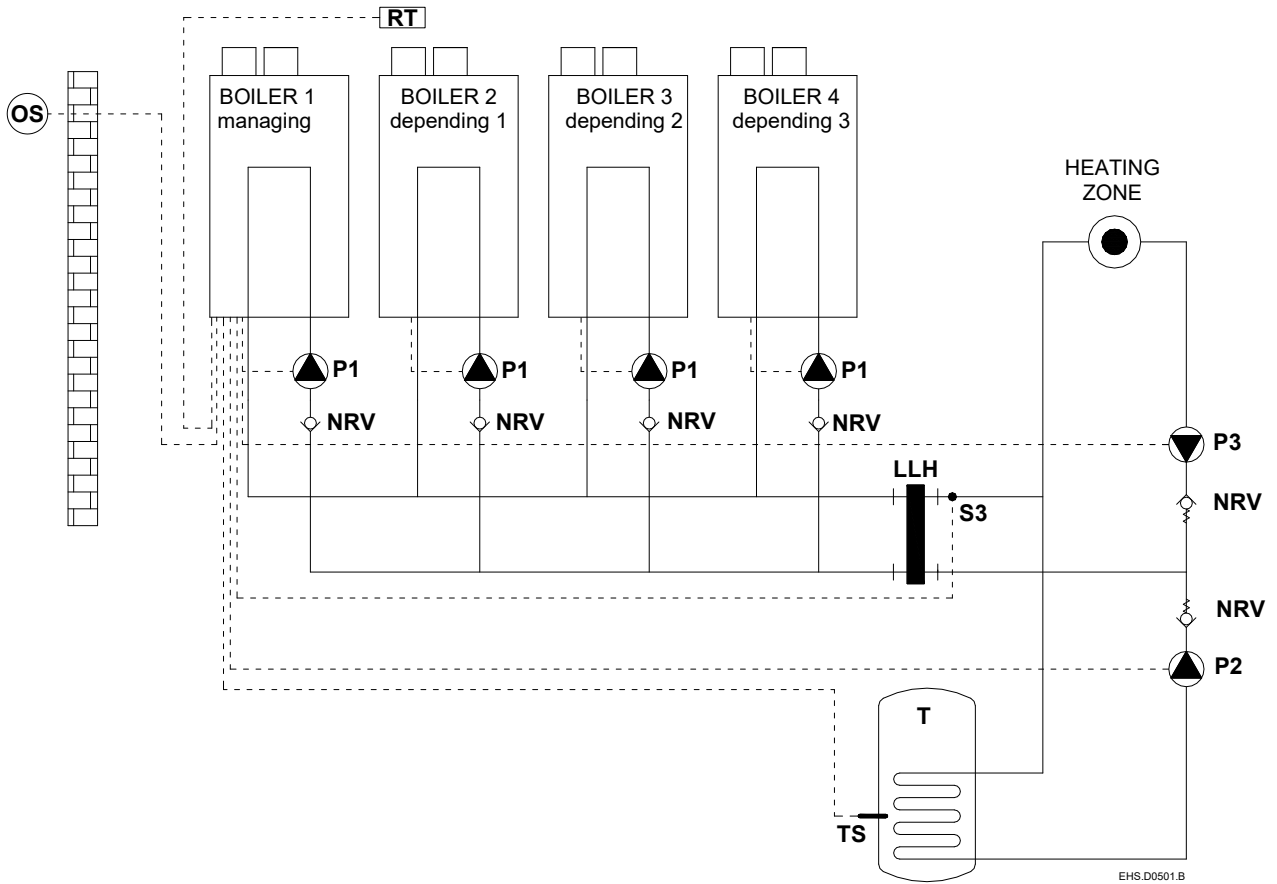 RT
OS
BOILER 1
managing
BOILER 2
depending 1
BOILER 3
depending 2
BOILER 4
depending 3
HEATING
ZONE
P1
P1
P1
P1
NRV
NRV
NRV
NRV
P3
LLH
S3
NRV
NRV
P2
T
TS
EHS.D0501.B